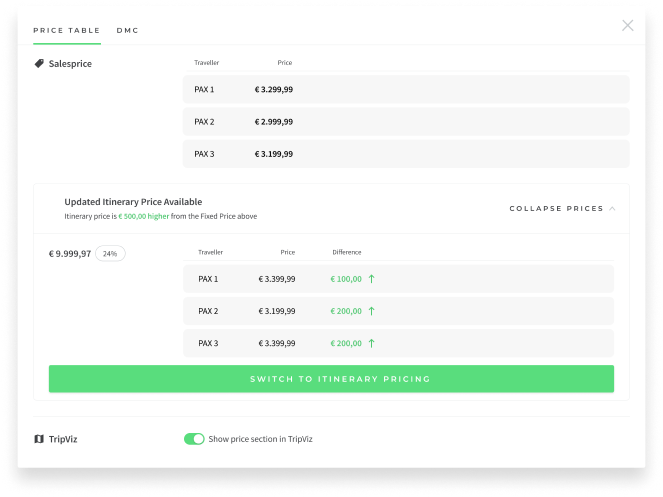 PRICE TABLE DMC
Salesprice Traveller Price
PAX 1 € 3.299,99
PAX 2 € 2.999,99
PAX 3 € 3.199,99
Updated Itinerary Price Available
Itinerary price is € 500,00 higher from the Fixed Price above
COLLAPSE PRICES
€ 9.999,97 24% Traveller Price Difference
PAX 1 € 3.399,99 € 100,00
PAX 2 € 3.199,99 € 200,00
PAX 3 € 3.399,99 € 200,00
SWITCH TO ITINERARY PRICING
TripViz Show price section in TripViz